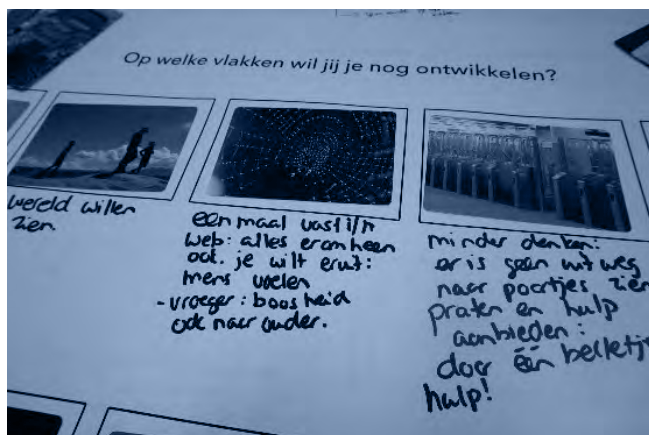 Op welke vlakken wil jij je nog ontwikkelen?
wereld willen
zien.
een maal vast i/h
web: alles eromheen
ook. je wilt eruit:
mens voelen
- vroeger: boosheid
ook naar ouder.
minder denken:
er is geen uitweg
naar poortjes zien
praten en hulp
aanbieden:
door één belletje
hulp!